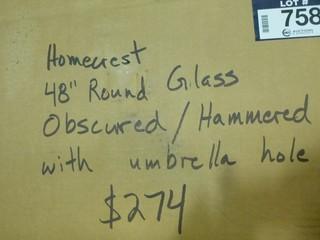 LOT #
758
Homecrest
48" Round Glass
Obscured / Hammered
with umbrella hole
$274